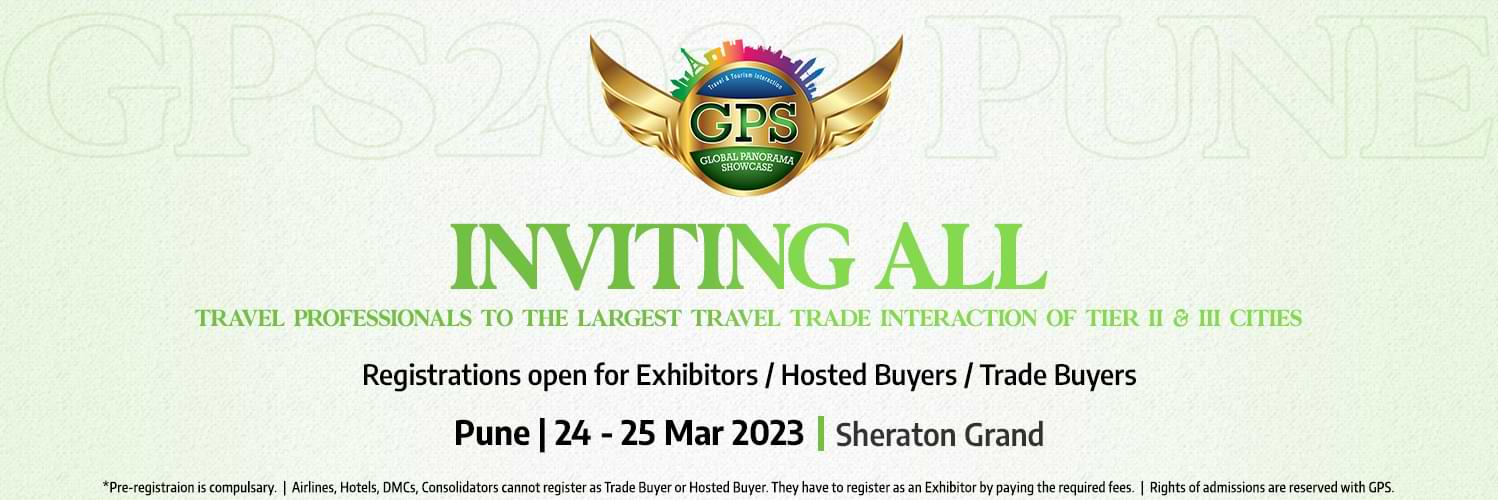 GPS2023 PUNE
Travel & Tourism Interaction
GPS
GLOBAL PANORAMA
SHOWCASE
INVITING ALL
TRAVEL PROFESSIONALS TO THE LARGEST TRAVEL TRADE INTERACTION OF TIER II & III CITIES
Registrations open for Exhibitors / Hosted Buyers / Trade Buyers
Pune | 24 - 25 Mar 2023 | Sheraton Grand
*Pre-registraion is compulsary. | Airlines, Hotels, DMCs, Consolidators cannot register as Trade Buyer or Hosted Buyer. They have to register as an Exhibitor by paying the required fees. | Rights of admissions are reserved with GPS.